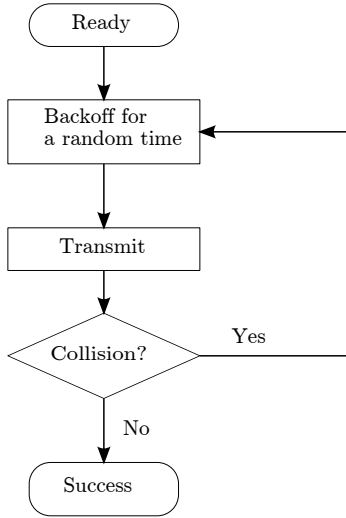 Ready
Backoff for
a random time
Transmit
Collision?
Yes
No
Success